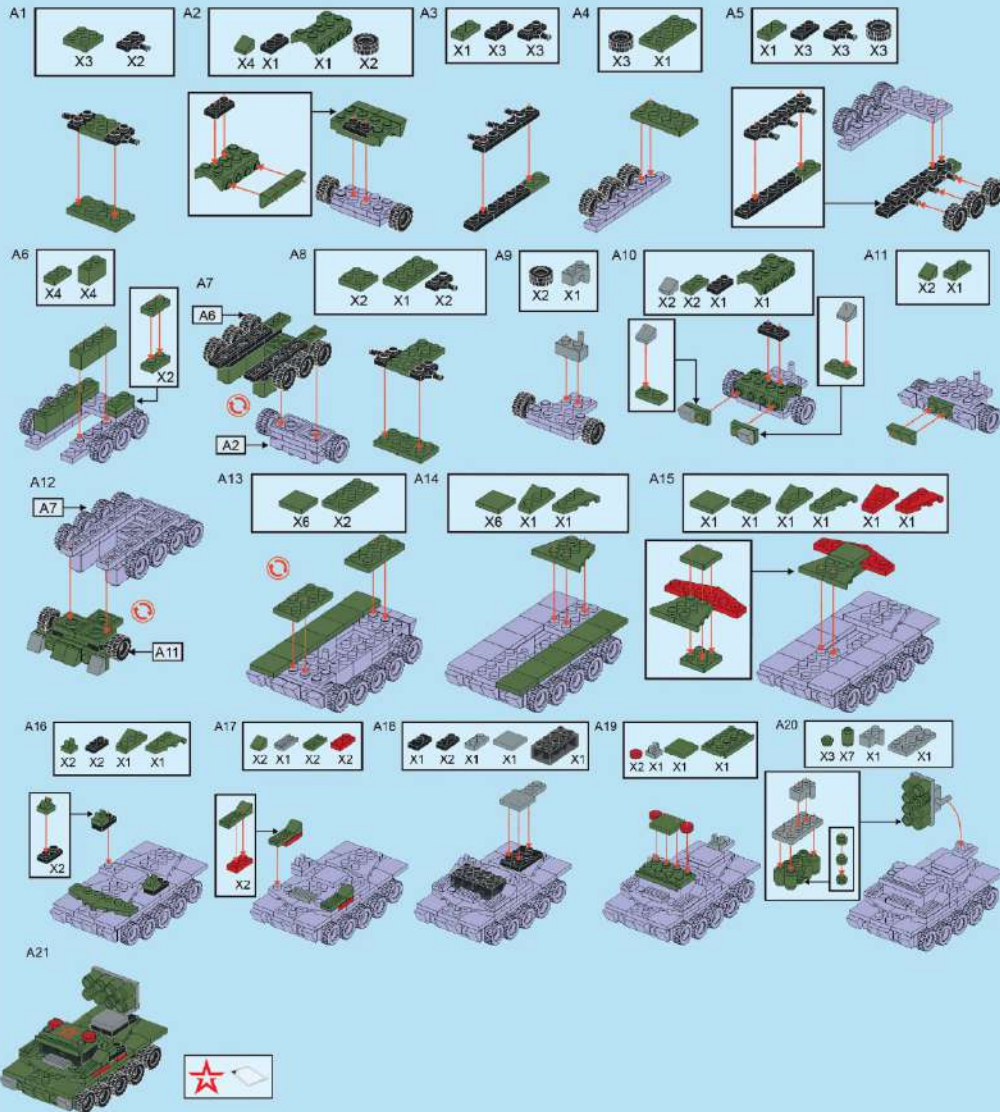 A1
X3 X2
A2
X4 X1 X1 X2
A3
X1 X3 X3
A4
X3 X1
A5
X1 X3 X3 X3
A6
X4 X4
X2
A7
A6
A2
A8
X2 X1 X2
A9
X2 X1
A10
X2 X2 X1 X1
A11
X2 X1
A12
A7
A11
A13
X6 X2
A14
X6 X1 X1
A15
X1 X1 X1 X1 X1 X1
A16
X2 X2 X1 X1
X2
A17
X2 X1 X2 X2
X2
A18
X1 X2 X1 X1 X1
A19
X2 X1 X1 X1
A20
X3 X7 X1 X1
A21